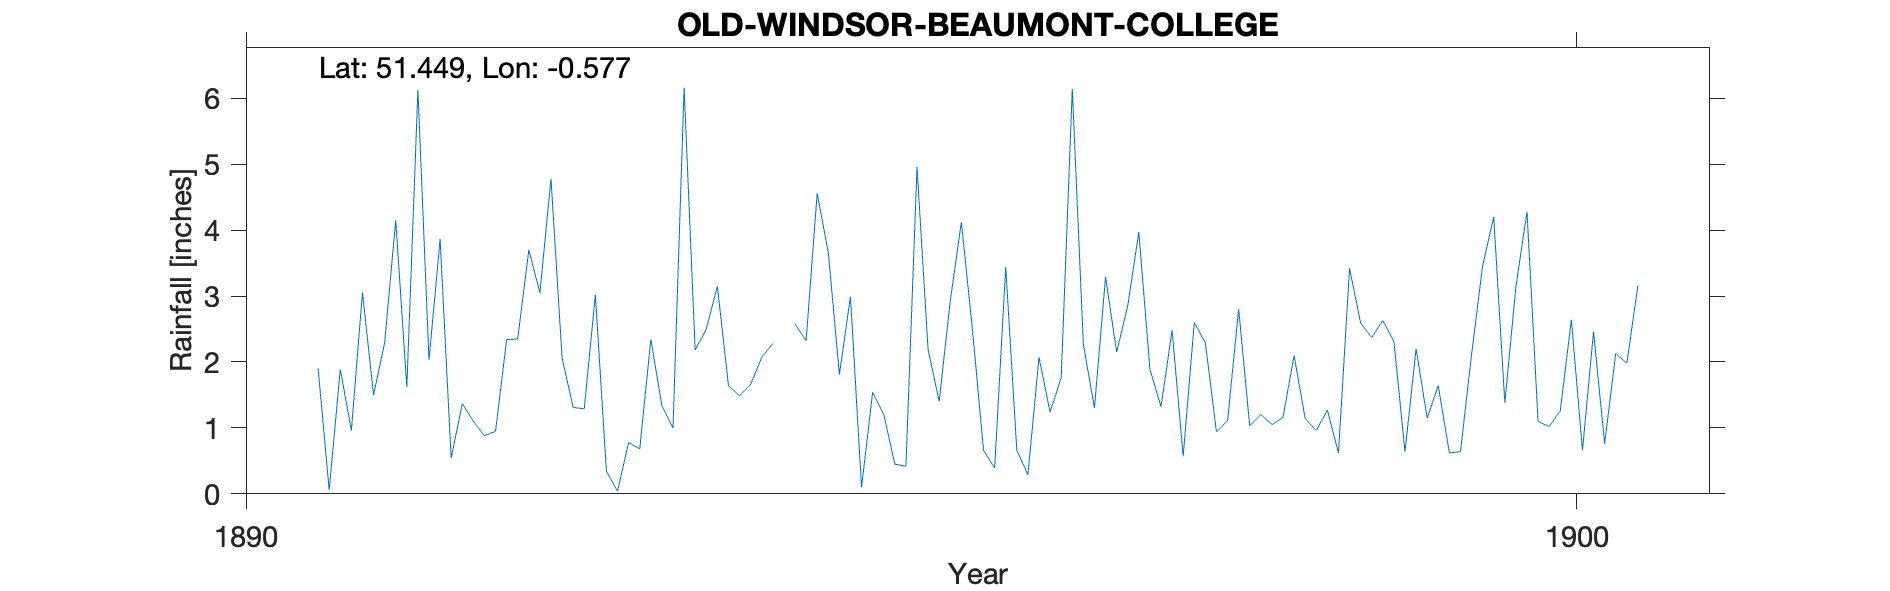 OLD-WINDSOR-BEAUMONT-COLLEGE
Lat: 51.449, Lon: -0.577
6
5
4
3
2
1
0
Rainfall [inches]
1890
1900
Year